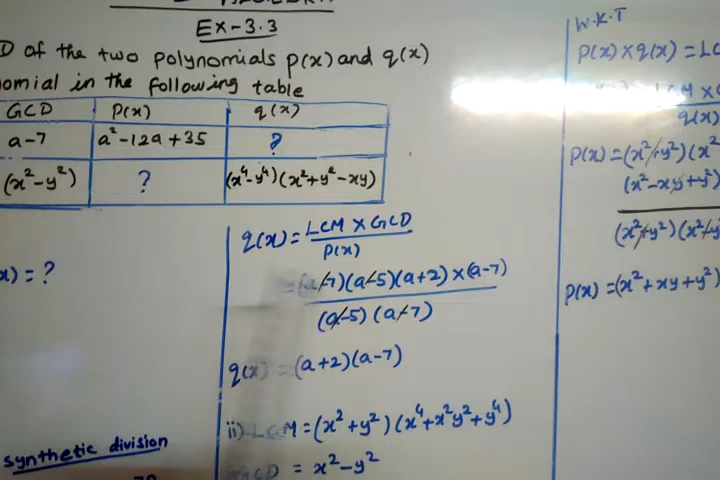 Ex-3.3
D of the two polynomials p(x) and q(x)
nomial in the following table
GCD P(x) q(x)
a-7 a²-12a+35 ?
(x²-y²) ? (x⁴-y⁴)(x²+y²-xy)
x) = ?
synthetic division
q(x) = LCM X GCD
P(x)
= (a-7)(a-5)(a+2) × (a-7)
(a-5) (a-7)
q(x) = (a+2)(a-7)
ii) LCM = (x²+y²) (x⁴+x²y²+y⁴)
GCD = x²-y²
W.K.T
P(x) x q(x) = LC
q(x)
P(x) = (x²+y²)(x²
(x²-xy+y²)
(x²+y²)(x²-y
P(x) = (x²+xy+y²)